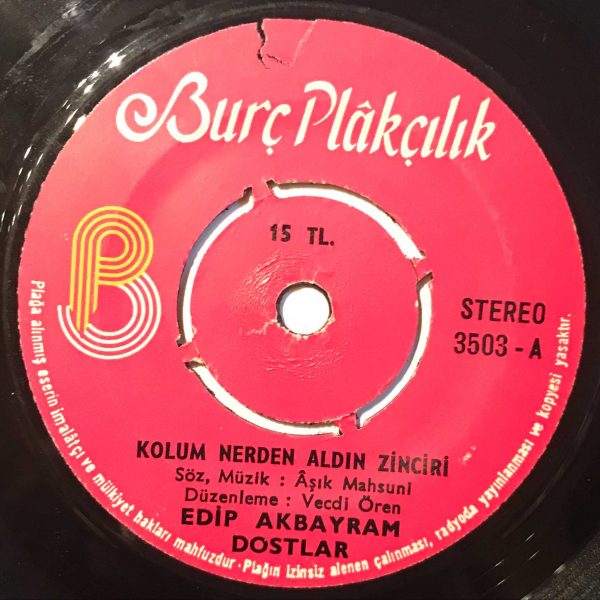 Burç Plâkçılık
B
15 TL.
STEREO
3503 - A
KOLUM NERDEN ALDIN ZİNCİRİ
Söz, Müzik : Âşık Mahsuni
Düzenleme : Vecdi Ören
EDİP AKBAYRAM
DOSTLAR
Plağa alınmış eserin imalâtçı ve mülkiyet hakları mahfuzdur · Plağın izinsiz alenen çalınması, radyoda yayınlanması ve kopyesi yasaktır.